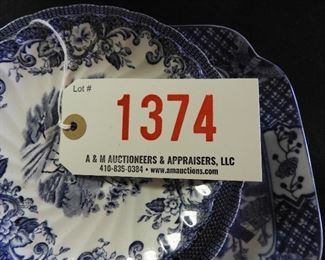 Lot #
1374
A & M AUCTIONEERS & APPRAISERS, LLC
410-835-0384 • www.amauctions.com